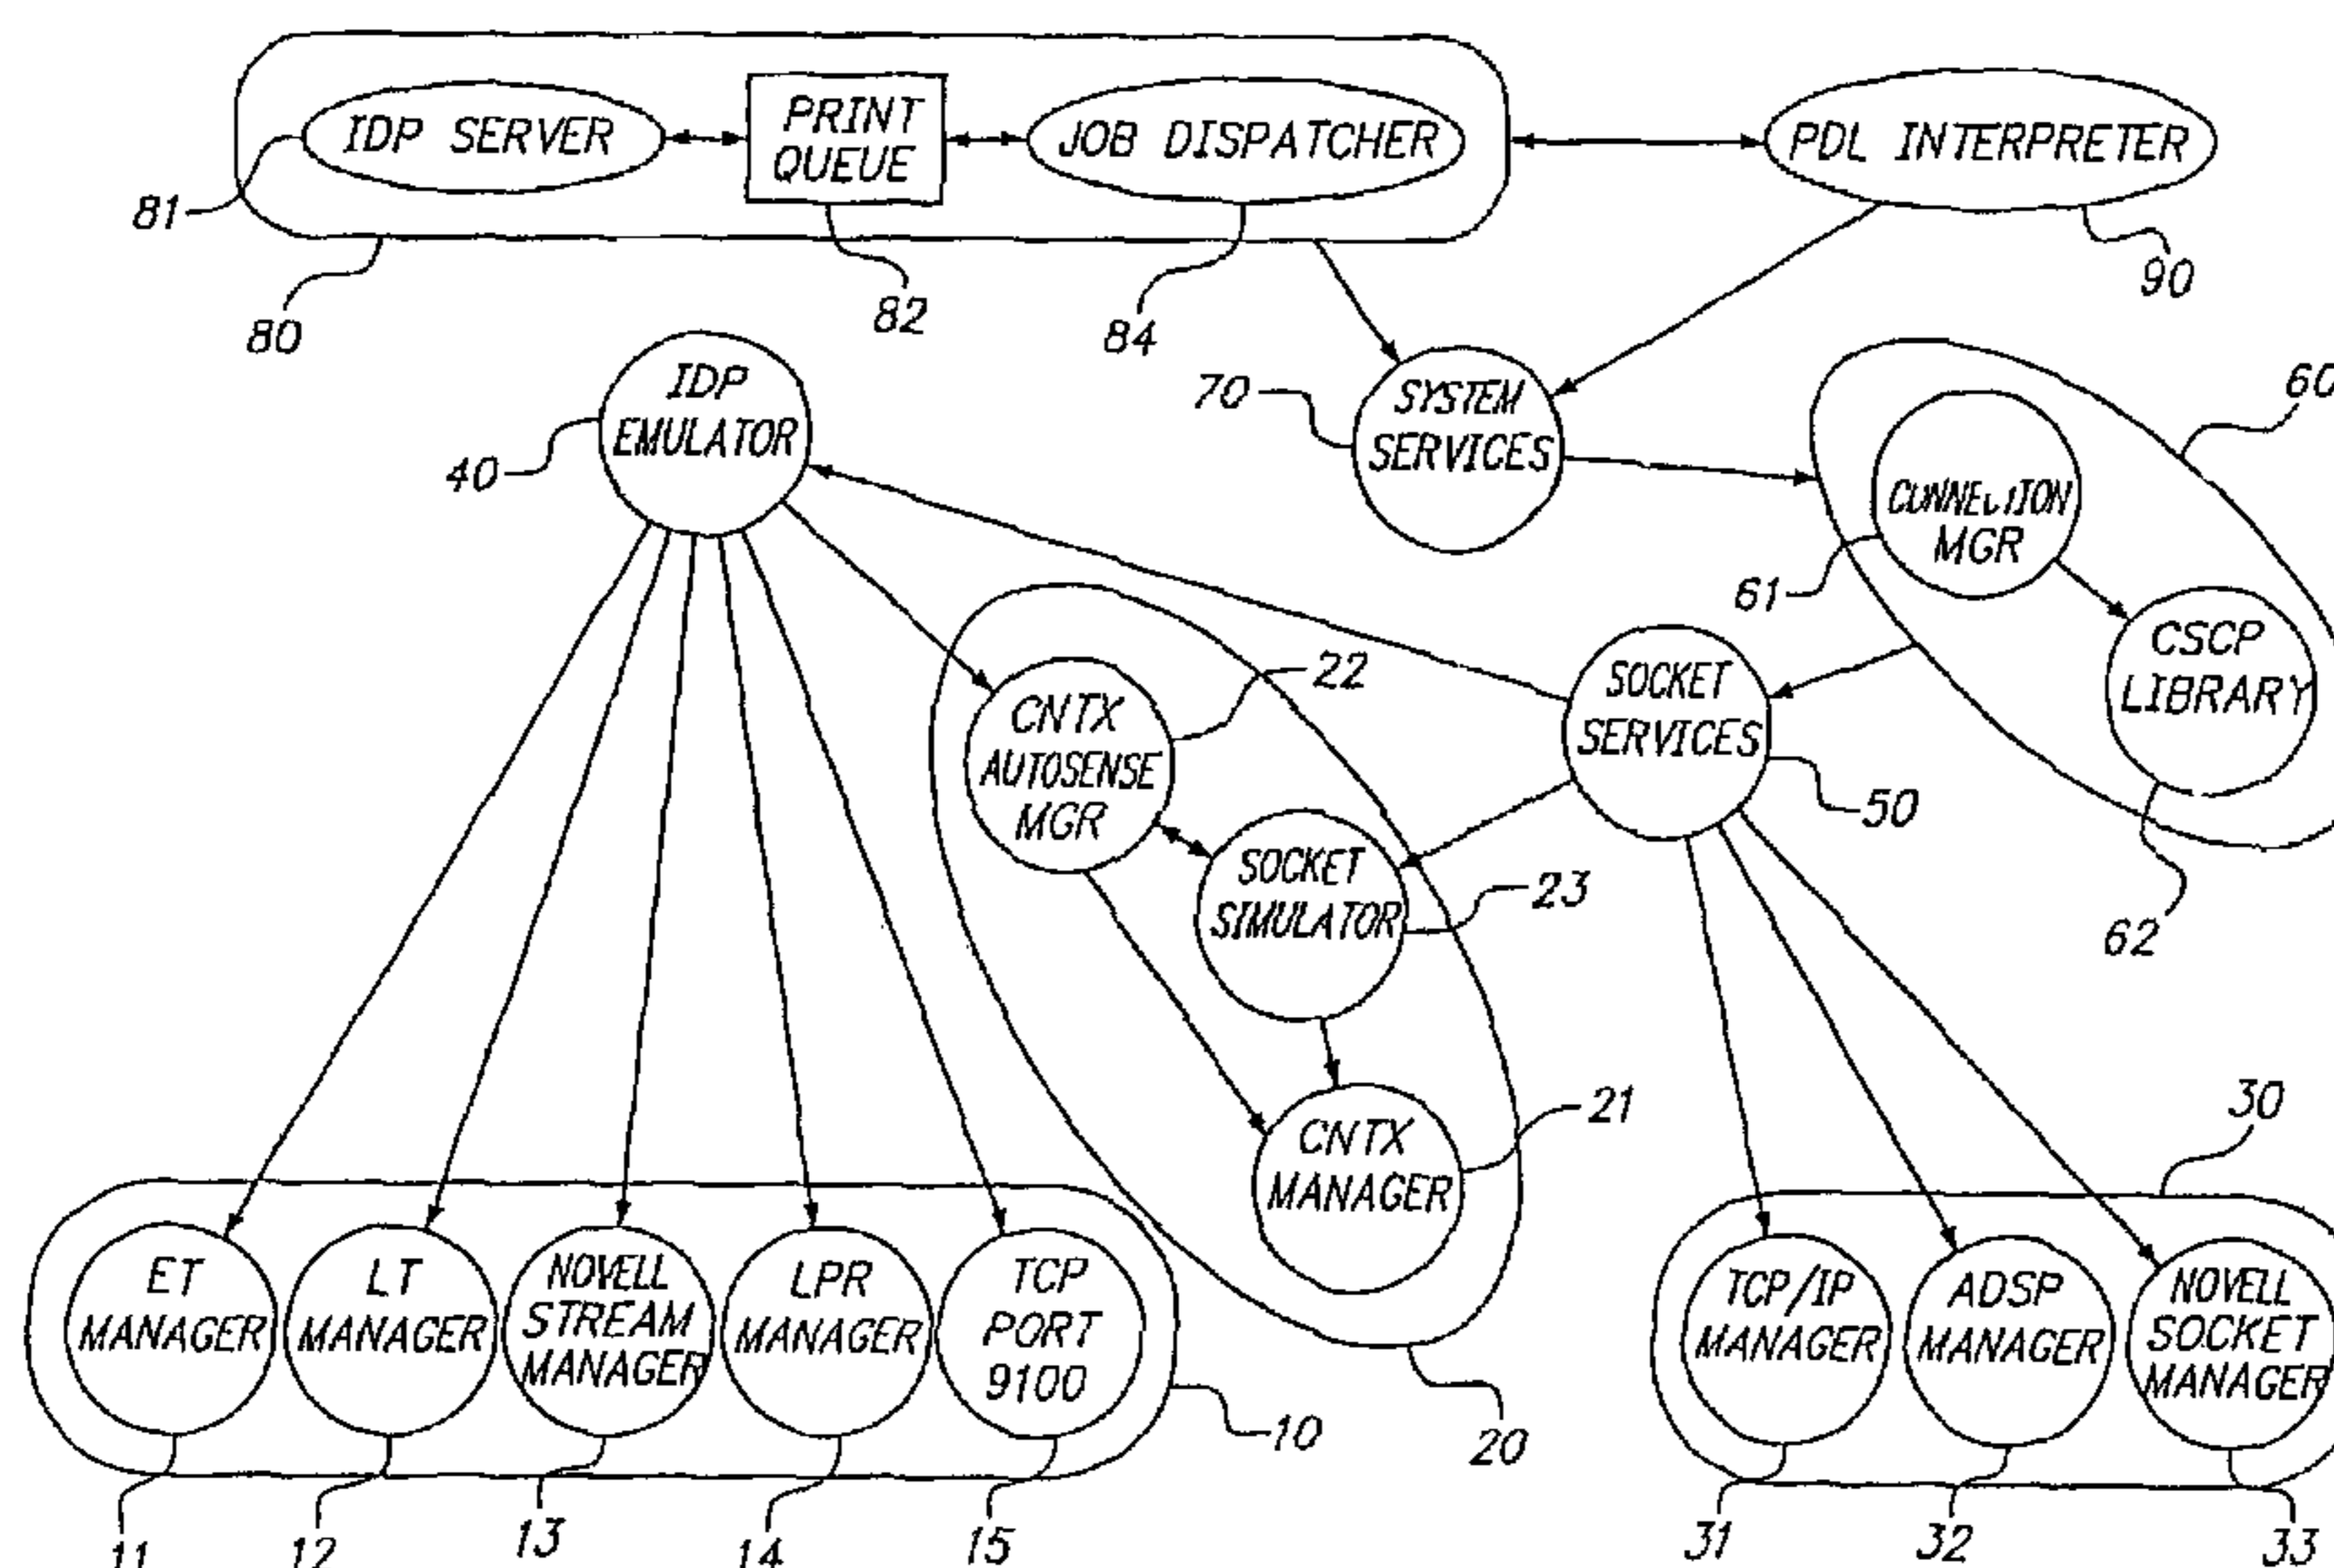 IDP SERVER
PRINT
QUEUE
JOB DISPATCHER
PDL INTERPRETER
81
80
82
84
90
IDP
EMULATOR
40
70
SYSTEM
SERVICES
60
CONNECTION
MGR
61
CSCP
LIBRARY
62
SOCKET
SERVICES
50
CNTX
AUTOSENSE
MGR
22
SOCKET
SIMULATOR
23
CNTX
MANAGER
21
30
ET
MANAGER
LT
MANAGER
NOVELL
STREAM
MANAGER
LPR
MANAGER
TCP
PORT
9100
10
20
TCP/IP
MANAGER
ADSP
MANAGER
NOVELL
SOCKET
MANAGER
11
12
13
14
15
31
32
33